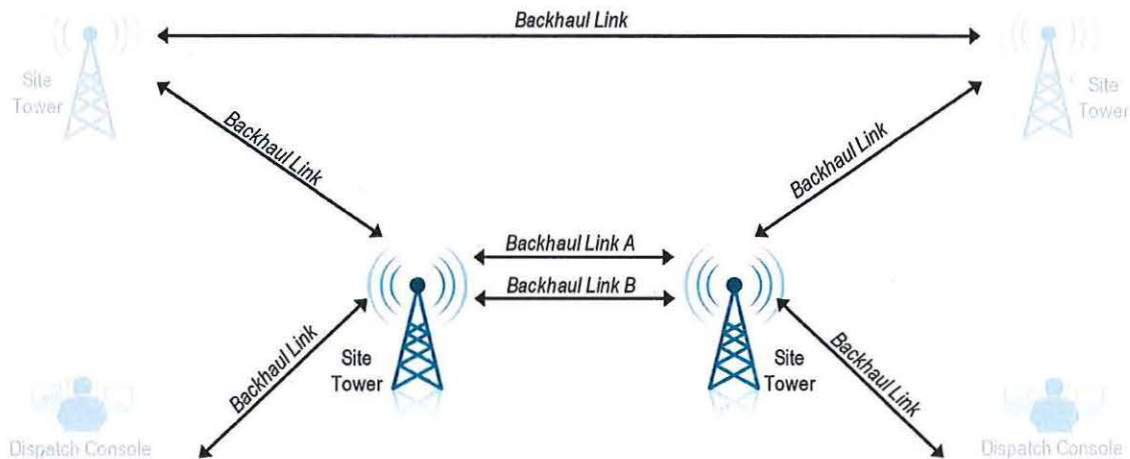 Backhaul Link
Site
Tower
Site
Tower
Backhaul Link
Backhaul Link
Backhaul Link A
Backhaul Link B
Site
Tower
Site
Tower
Backhaul Link
Backhaul Link
Dispatch Console
Dispatch Console